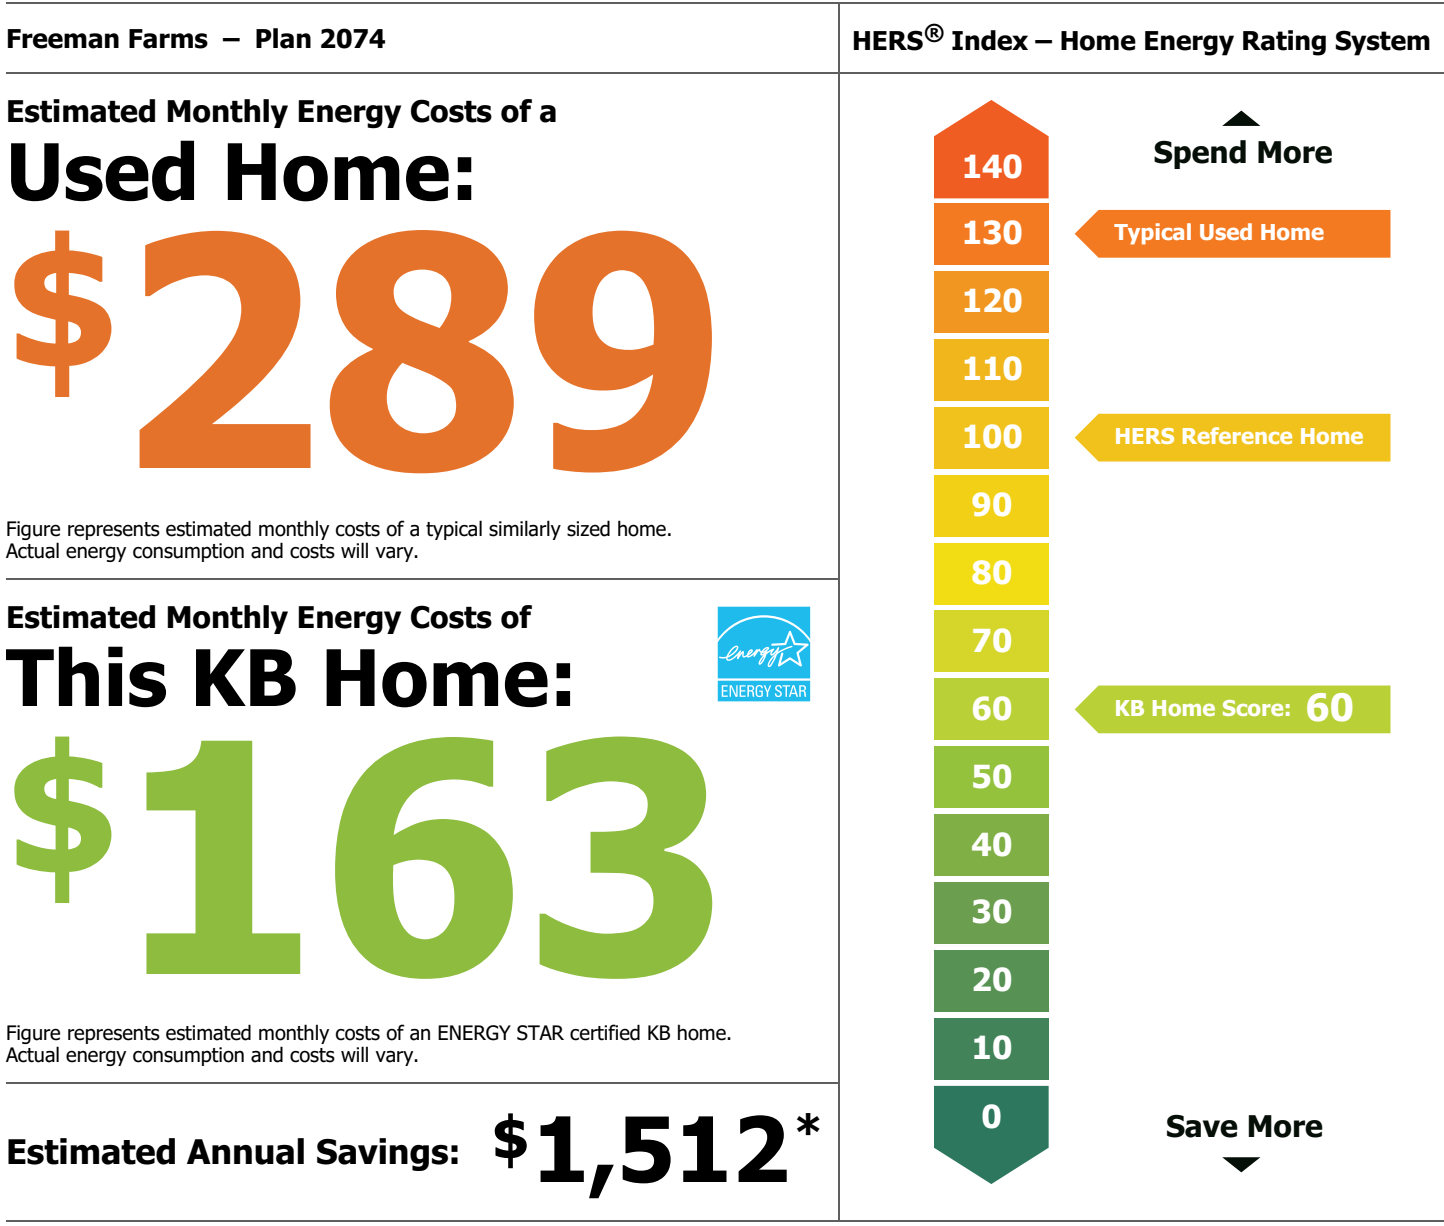 Freeman Farms – Plan 2074
Estimated Monthly Energy Costs of a
Used Home:
$289
Figure represents estimated monthly costs of a typical similarly sized home.
Actual energy consumption and costs will vary.
Estimated Monthly Energy Costs of
This KB Home:
energy
ENERGY STAR
$163
Figure represents estimated monthly costs of an ENERGY STAR certified KB home.
Actual energy consumption and costs will vary.
Estimated Annual Savings: $1,512*
HERS® Index – Home Energy Rating System
Spend More
140
130 Typical Used Home
120
110
100 HERS Reference Home
90
80
70
60 KB Home Score: 60
50
40
30
20
10
0
Save More